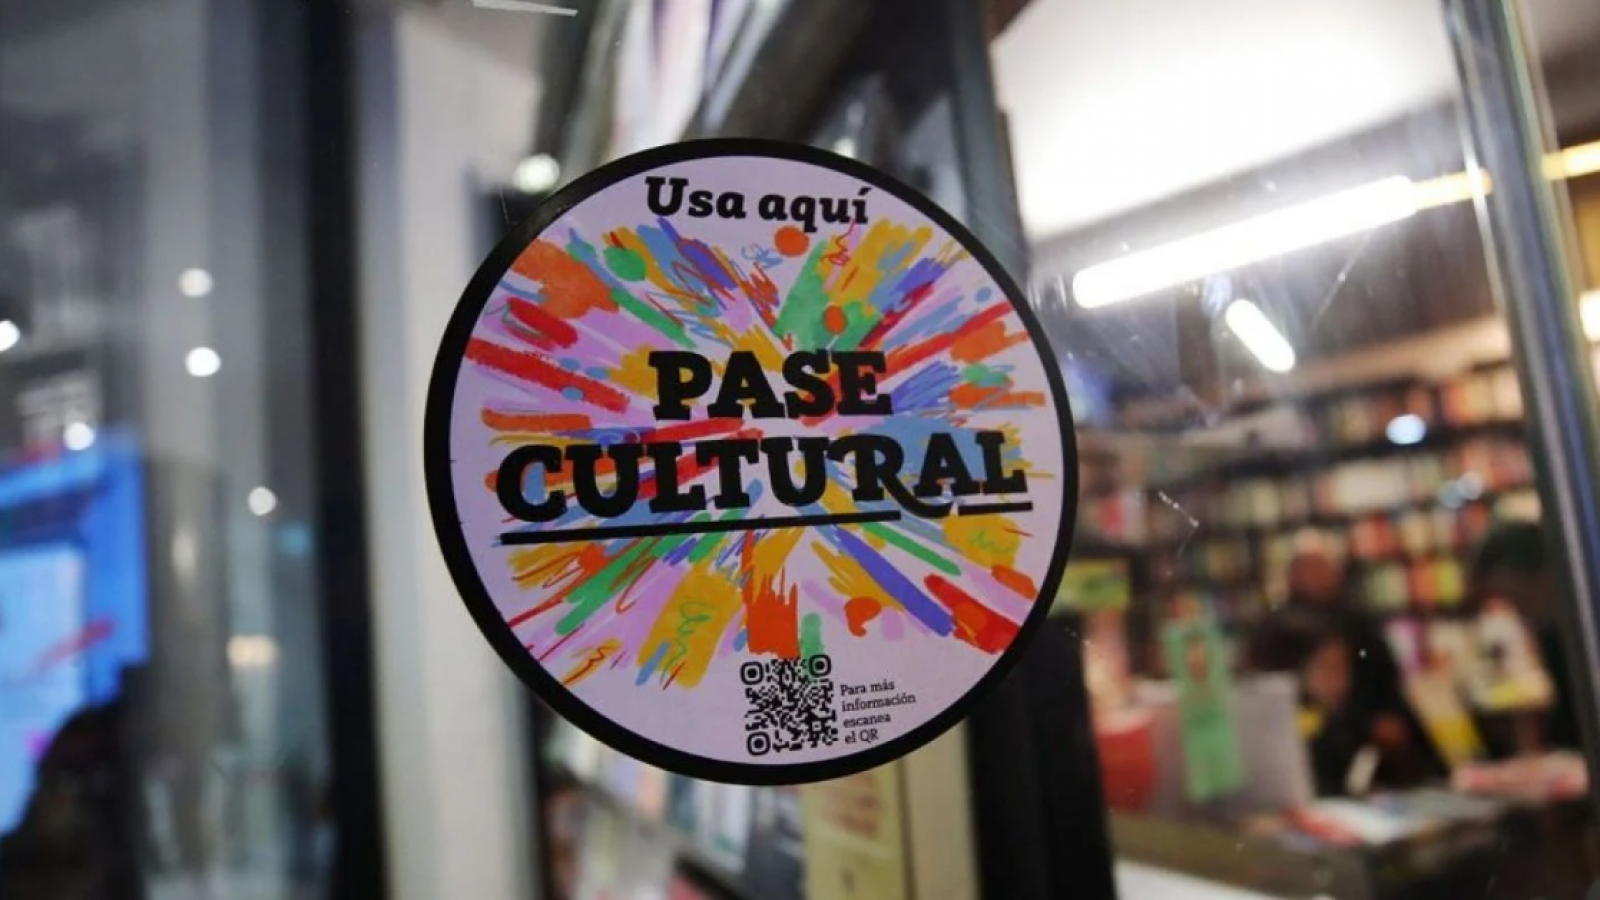 Usa aquí
PASE
CULTURAL
Para más
información
escanea
el QR